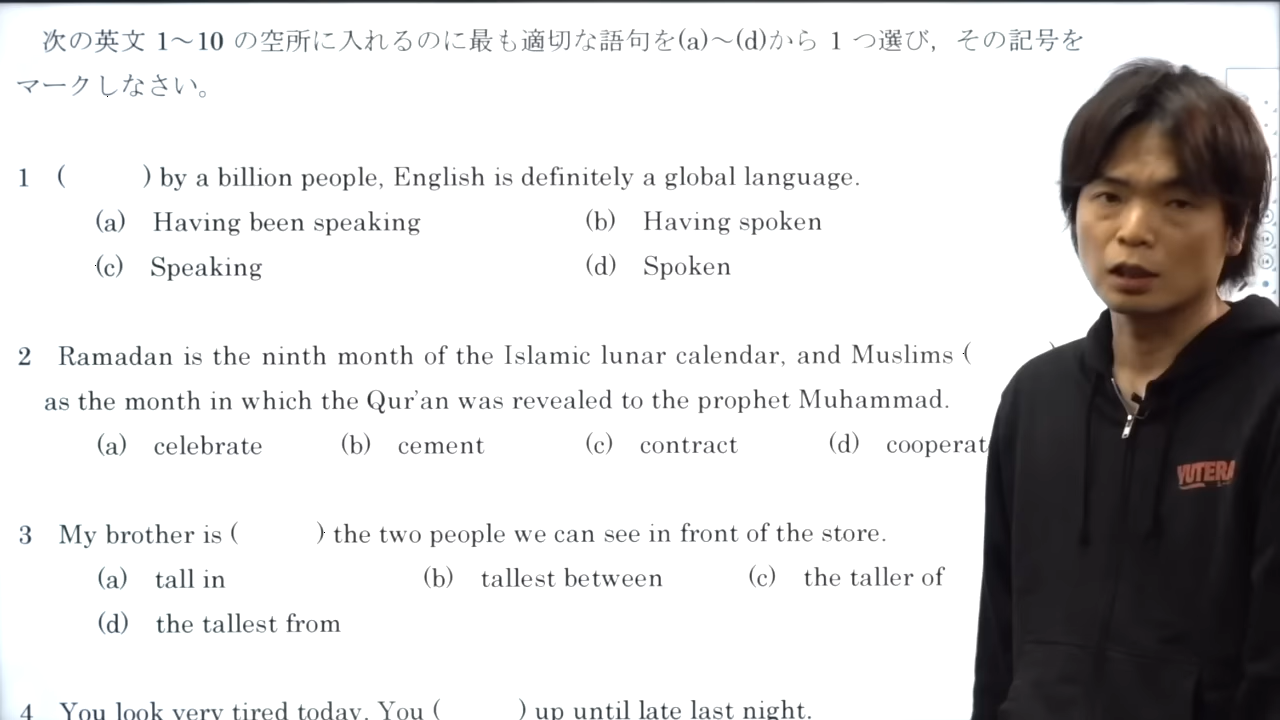 次の英文 1～10 の空所に入れるのに最も適切な語句を(a)～(d)から 1 つ選び，その記号を
マークしなさい。
1 ( ) by a billion people, English is definitely a global language.
(a) Having been speaking (b) Having spoken
(c) Speaking (d) Spoken
2 Ramadan is the ninth month of the Islamic lunar calendar, and Muslims ( )
as the month in which the Qur'an was revealed to the prophet Muhammad.
(a) celebrate (b) cement (c) contract (d) cooperat
3 My brother is ( ) the two people we can see in front of the store.
(a) tall in (b) tallest between (c) the taller of
(d) the tallest from
4 You look very tired today. You ( ) up until late last night.
YUTERA